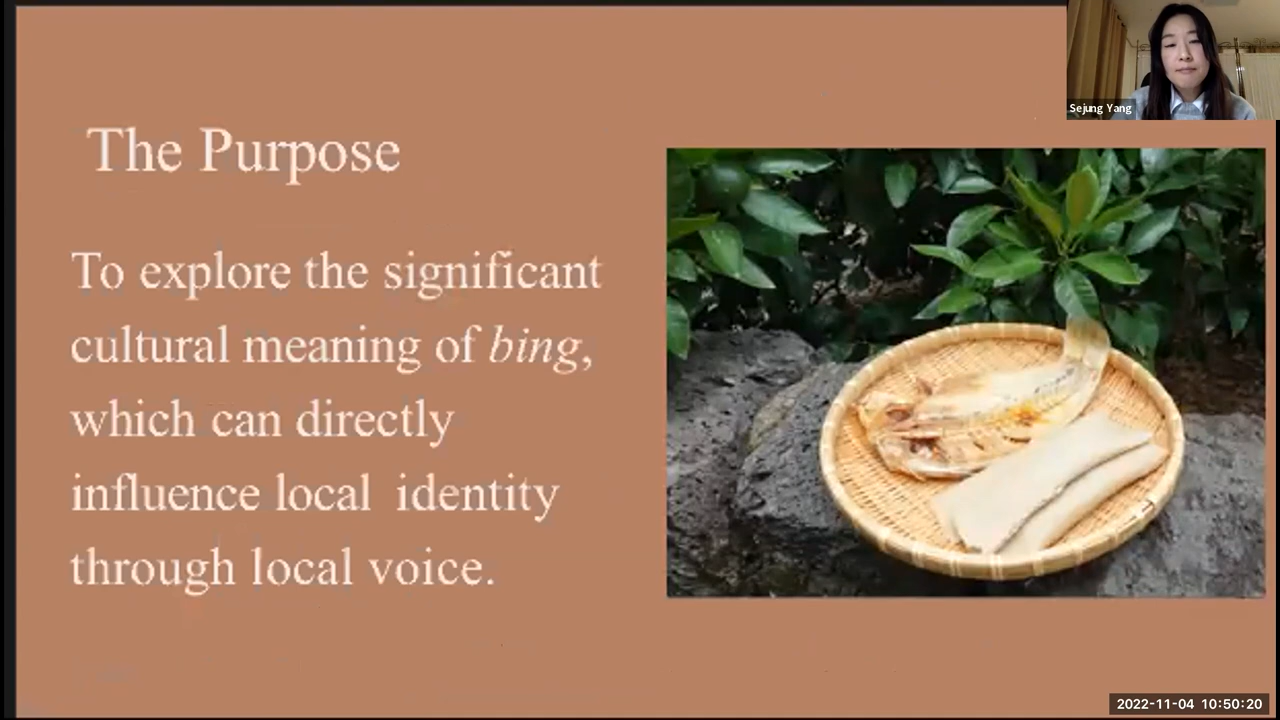 Sejung Yang
The Purpose
To explore the significant
cultural meaning of bing,
which can directly
influence local identity
through local voice.
2022-11-04 10:50:20